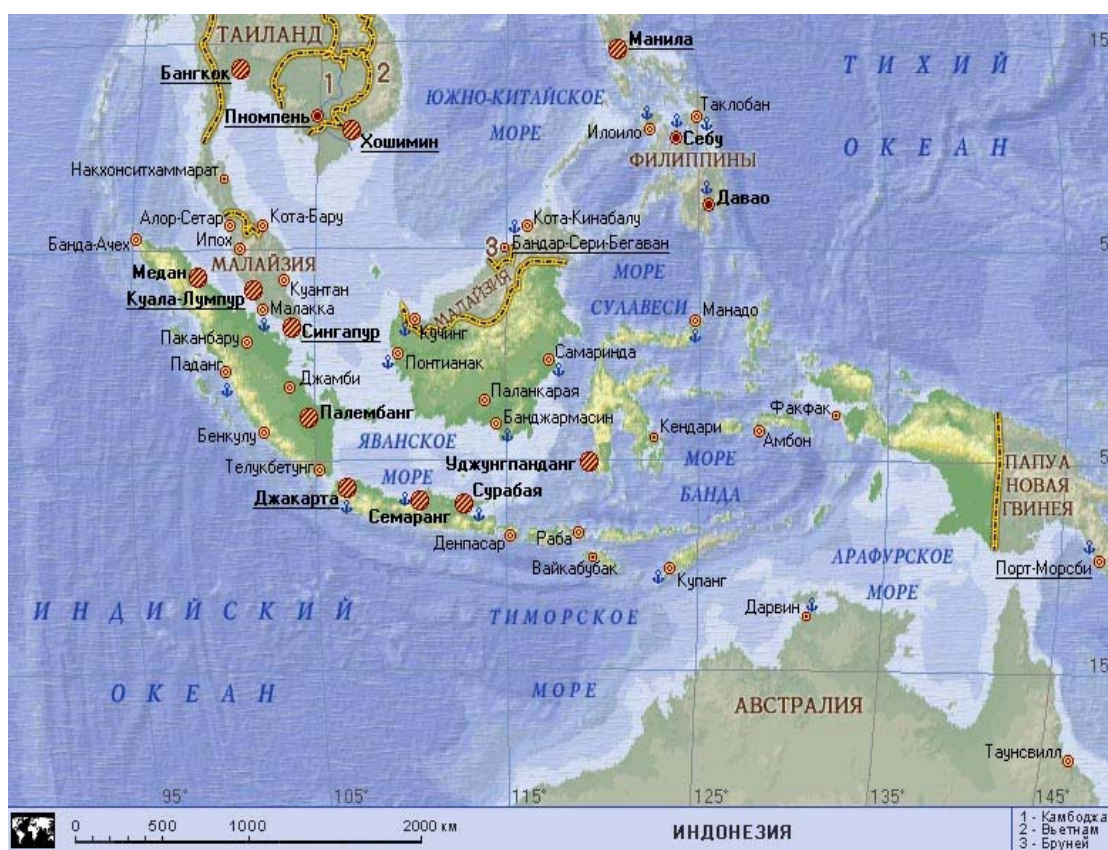 ТАИЛАНД
Манила
15
Бангкок
1
2
ЮЖНО-КИТАЙСКОЕ
МОРЕ
ТИХИЙ
ОКЕАН
Пномпень
Хошимин
Таклобан
Илоило
Себу
ФИЛИППИНЫ
Накхонситхаммарат
Давао
Алор-Сетар
Кота-Бару
Кота-Кинабалу
Банда-Ачех
Ипох
3
Бандар-Сери-Бегаван
5
МАЛАЙЗИЯ
Медан
Куантан
Куала-Лумпур
МАЛАЙЗИЯ
МОРЕ
СУЛАВЕСИ
Манадо
Малакка
Сингапур
Кучинг
Паканбару
Понтианак
Самаринда
Паданг
Джамби
Паланкарая
Палембанг
Банджармасин
Факфак
Бенкулу
ЯВАНСКОЕ
МОРЕ
Кендари
Амбон
Телукбетунг
Уджунгпанданг
МОРЕ
БАНДА
5
ПАПУА
НОВАЯ
ГВИНЕЯ
Джакарта
Семаранг
Сурабая
Денпасар
Раба
Вайкабубак
Купанг
АРАФУРСКОЕ
МОРЕ
Порт-Морсби
ИНДИЙСКИЙ
ОКЕАН
ТИМОРСКОЕ
МОРЕ
Дарвин
15
АВСТРАЛИЯ
Таунсвилл
95° 105° 115° 125° 135° 145°
0 500 1000 2000 км
ИНДОНЕЗИЯ
1 - Камбоджа
2 - Вьетнам
3 - Бруней